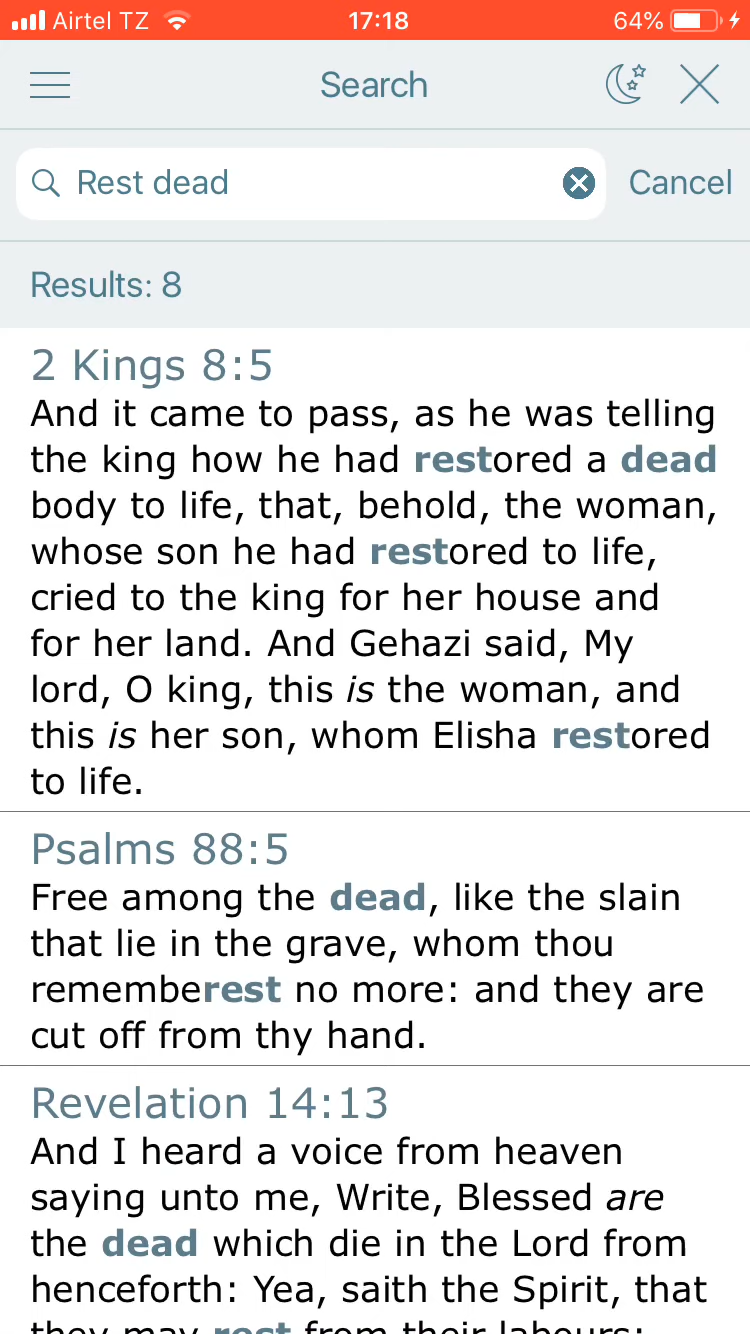 Airtel TZ 17:18 64%
Search
Rest dead Cancel
Results: 8
2 Kings 8:5
And it came to pass, as he was telling
the king how he had restored a dead
body to life, that, behold, the woman,
whose son he had restored to life,
cried to the king for her house and
for her land. And Gehazi said, My
lord, O king, this is the woman, and
this is her son, whom Elisha restored
to life.
Psalms 88:5
Free among the dead, like the slain
that lie in the grave, whom thou
rememberest no more: and they are
cut off from thy hand.
Revelation 14:13
And I heard a voice from heaven
saying unto me, Write, Blessed are
the dead which die in the Lord from
henceforth: Yea, saith the Spirit, that
they may rest from their labours;